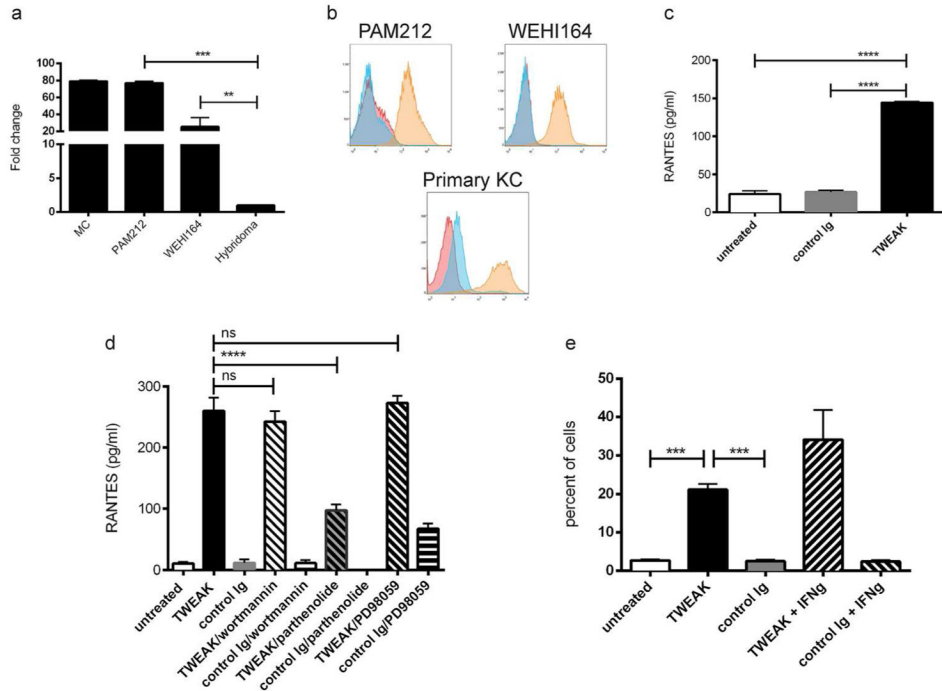 a
***
**
Fold change
100
80
60
40
20
10
5
0
MC
PAM212
WEHI164
Hybridoma
b
PAM212
WEHI164
Primary KC
c
****
****
RANTES (pg/ml)
200
150
100
50
0
untreated
control Ig
TWEAK
d
ns
****
ns
RANTES (pg/ml)
300
200
100
0
untreated
TWEAK
control Ig
TWEAK/wortmannin
control Ig/wortmannin
TWEAK/parthenolide
control Ig/parthenolide
TWEAK/PD98059
control Ig/PD98059
e
*** ***
percent of cells
50
40
30
20
10
0
untreated
TWEAK
control Ig
TWEAK + IFNg
control Ig + IFNg